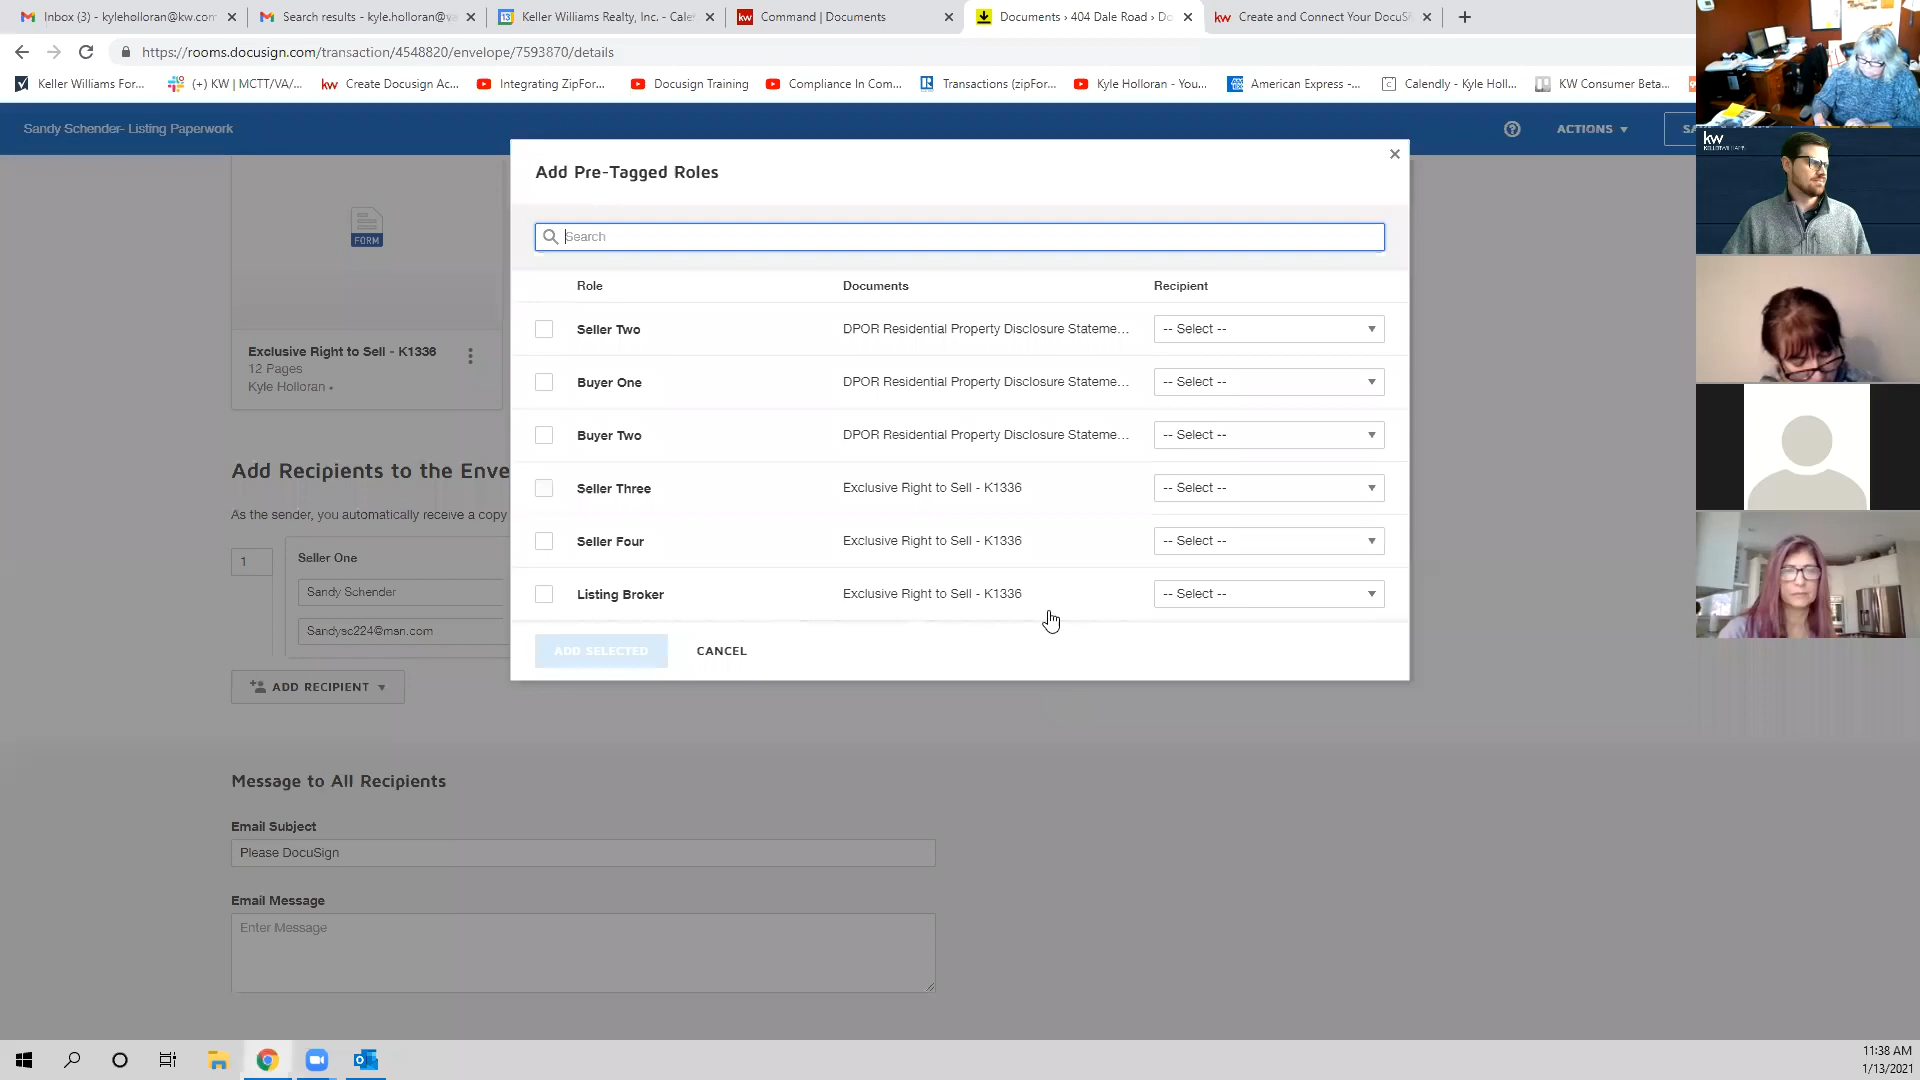 Inbox (3) - kyleholloran@kw.com
Search results - kyle.holloran@va
Keller Williams Realty, Inc. - Cale
Command | Documents
Documents › 404 Dale Road › Do
Create and Connect Your DocuSi
https://rooms.docusign.com/transaction/4548820/envelope/7593870/details
Keller Williams For...
(+) KW | MCTT/VA/...
Create Docusign Ac...
Integrating ZipFor...
Docusign Training
Compliance In Com...
Transactions (zipFor...
Kyle Holloran - You...
American Express -...
Calendly - Kyle Holl...
KW Consumer Beta...
Sandy Schender- Listing Paperwork
ACTIONS
FORM
Exclusive Right to Sell - K1336
12 Pages
Kyle Holloran
Add Recipients to the Enve
As the sender, you automatically receive a copy
1
Seller One
Sandy Schender
Sandysc224@msn.com
ADD RECIPIENT
Message to All Recipients
Email Subject
Please DocuSign
Email Message
Enter Message
Add Pre-Tagged Roles
Search
Role Documents Recipient
Seller Two DPOR Residential Property Disclosure Stateme... -- Select --
Buyer One DPOR Residential Property Disclosure Stateme... -- Select --
Buyer Two DPOR Residential Property Disclosure Stateme... -- Select --
Seller Three Exclusive Right to Sell - K1336 -- Select --
Seller Four Exclusive Right to Sell - K1336 -- Select --
Listing Broker Exclusive Right to Sell - K1336 -- Select --
ADD SELECTED CANCEL
kw
11:38 AM
1/13/2021